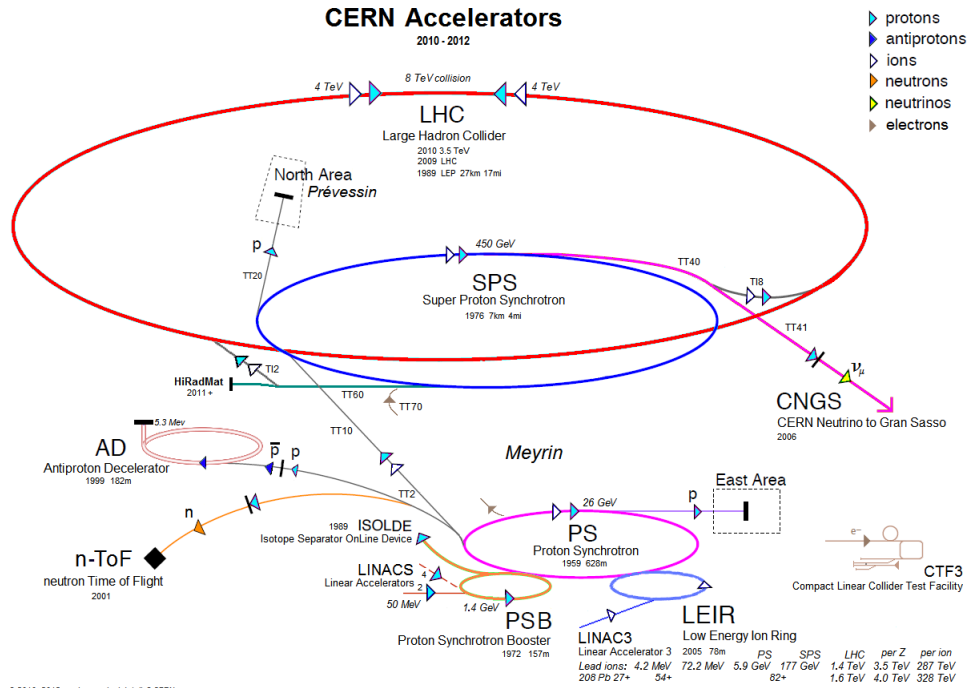 CERN Accelerators
2010 - 2012
protons
antiprotons
ions
neutrons
neutrinos
electrons
4 TeV
8 TeV collision
4 TeV
LHC
Large Hadron Collider
2010 3.5 TeV
2009 LHC
1989 LEP 27km 17mi
North Area
Prévessin
p
TT20
450 GeV
SPS
Super Proton Synchrotron
1976 7km 4mi
TT40
TI8
TT41
νμ
CNGS
CERN Neutrino to Gran Sasso
2006
HiRadMat
2011+
TI2
TT60
TT70
TT10
5.3 Mev
AD
Antiproton Decelerator
1999 182m
p̅ p
Meyrin
TT2
n
n-ToF
neutron Time of Flight
2001
1989 ISOLDE
Isotope Separator OnLine Device
LINACS
Linear Accelerators
4
2
50 MeV
1.4 GeV
PSB
Proton Synchrotron Booster
1972 157m
26 GeV
PS
Proton Synchrotron
1959 628m
p
East Area
e-
CTF3
Compact Linear Collider Test Facility
LINAC3
Linear Accelerator 3
LEIR
Low Energy Ion Ring
2005 78m
PS SPS LHC per Z per ion
Lead ions: 4.2 MeV 72.2 MeV 5.9 GeV 177 GeV 1.4 TeV 3.5 TeV 287 TeV
208 Pb 27+ 54+ 82+ 1.6 TeV 4.0 TeV 328 TeV